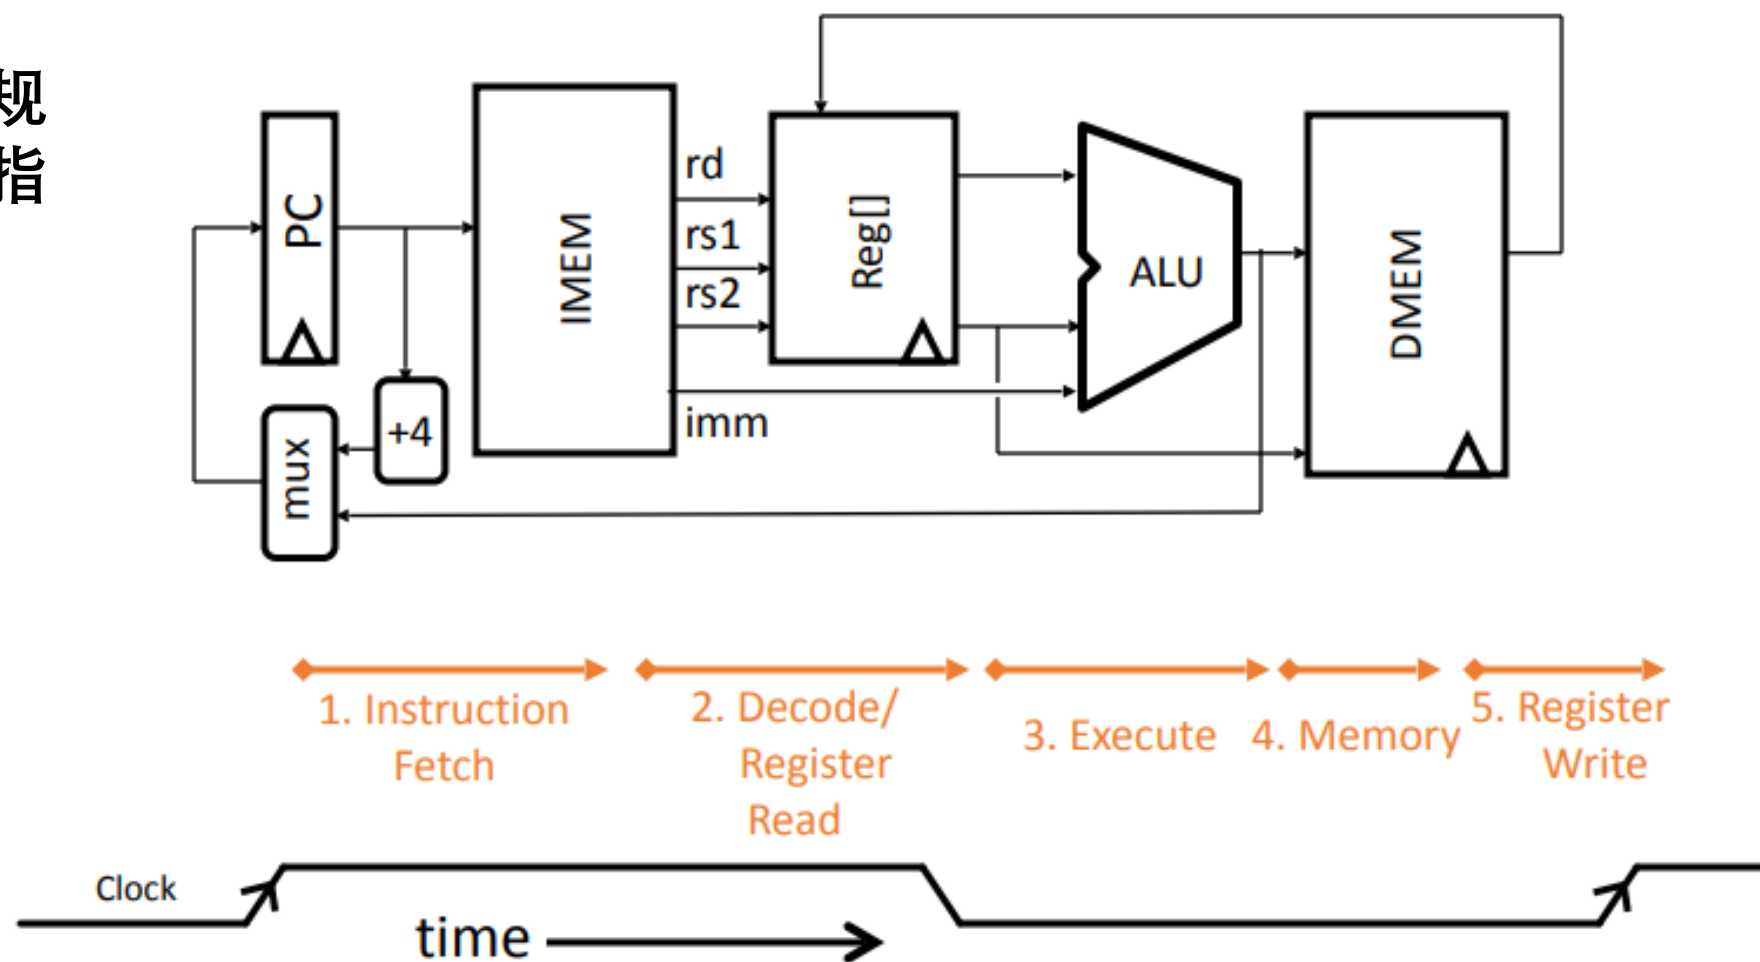 规
指
rd
rs1
rs2
imm
PC
IMEM
Reg[]
ALU
DMEM
+4
mux
1. Instruction
Fetch
2. Decode/
Register
Read
3. Execute
4. Memory
5. Register
Write
Clock
time